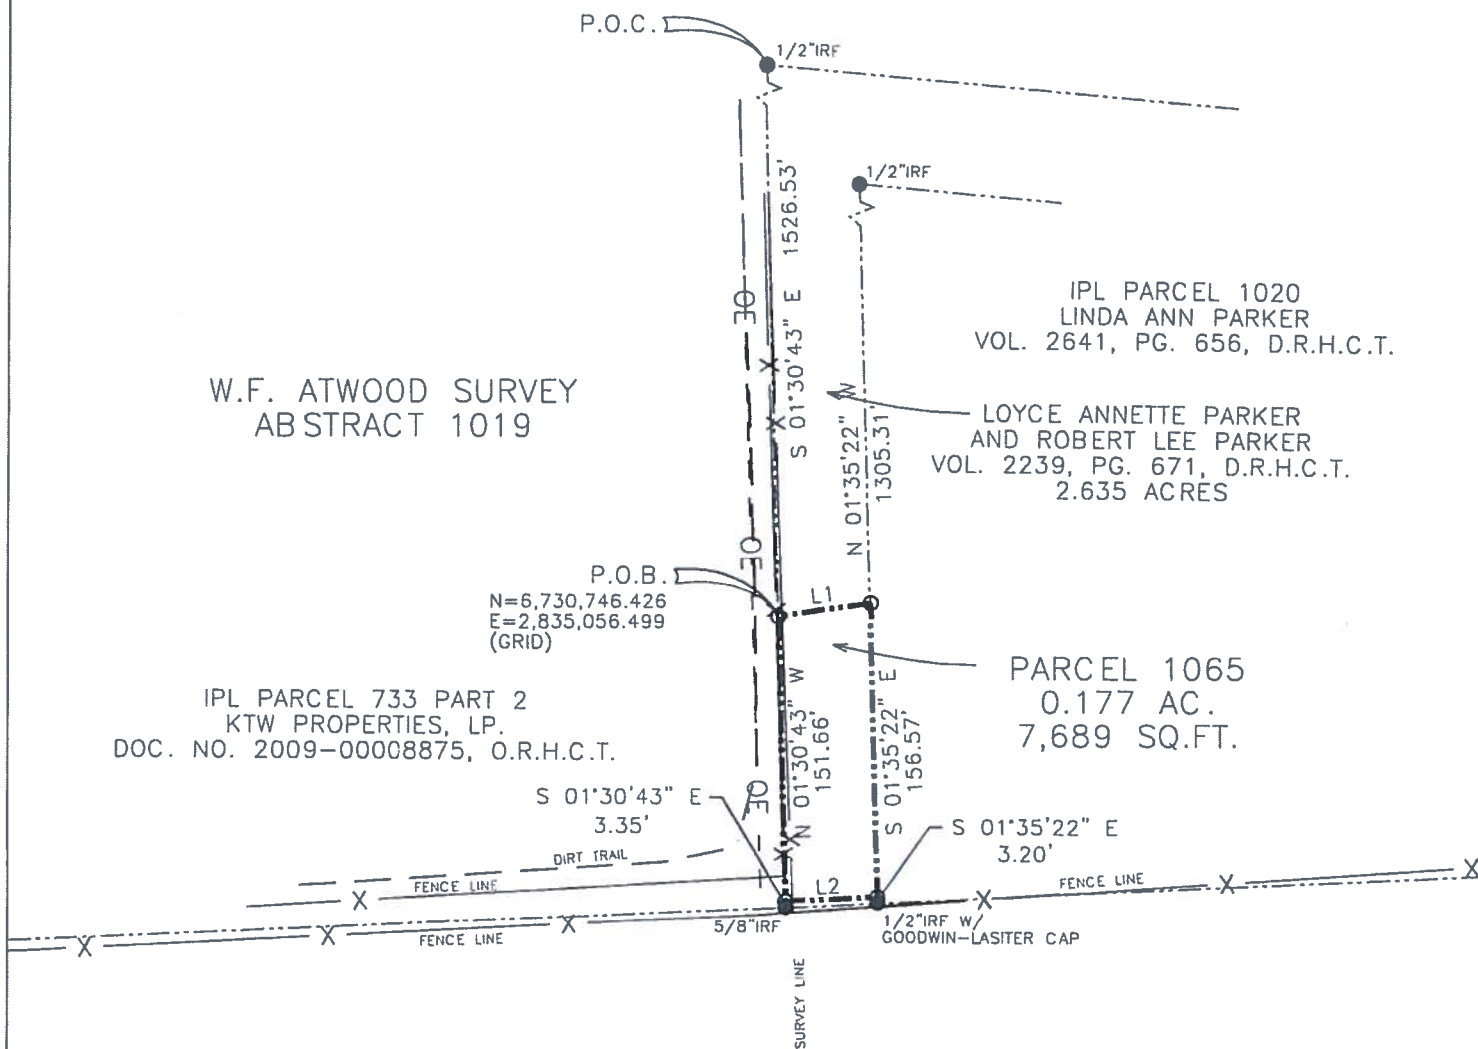 P.O.C.
1/2"IRF
1/2"IRF
S 01°30'43" E 1526.53'
IPL PARCEL 1020
LINDA ANN PARKER
VOL. 2641, PG. 656, D.R.H.C.T.
OE
W.F. ATWOOD SURVEY
ABSTRACT 1019
LOYCE ANNETTE PARKER
AND ROBERT LEE PARKER
VOL. 2239, PG. 671, D.R.H.C.T.
2.635 ACRES
N 01°35'22" W
1305.31'
OE
P.O.B.
N=6,730,746.426
E=2,835,056.499
(GRID)
L1
PARCEL 1065
0.177 AC.
7,689 SQ.FT.
IPL PARCEL 733 PART 2
KTW PROPERTIES, LP.
DOC. NO. 2009-00008875, O.R.H.C.T.
N 01°30'43" W
151.66'
S 01°35'22" E
156.57'
OE
S 01°30'43" E
3.35'
S 01°35'22" E
3.20'
DIRT TRAIL
FENCE LINE
L2
FENCE LINE
FENCE LINE
5/8"IRF
1/2"IRF W/
GOODWIN-LASITER CAP
SURVEY LINE